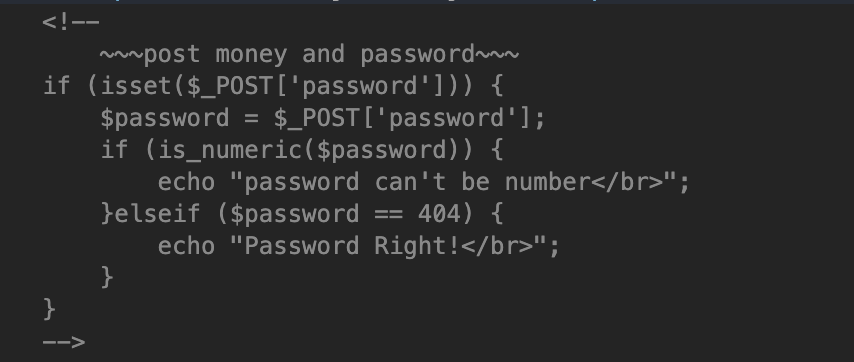 <!--
~~~post money and password~~~
if (isset($_POST['password'])) {
$password = $_POST['password'];
if (is_numeric($password)) {
echo "password can't be number</br>";
}elseif ($password == 404) {
echo "Password Right!</br>";
}
}
-->